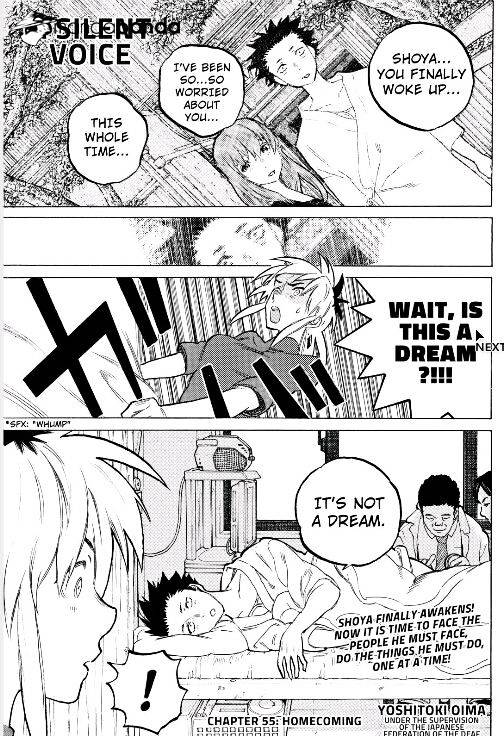 SILENT
VOICE
SHOYA...
YOU FINALLY
WOKE UP...
I'VE BEEN
SO...SO
WORRIED
ABOUT
YOU...
THIS
WHOLE
TIME...
WAIT, IS
THIS A
DREAM
?!!!
NEXT
*SFX: "WHUMP"
IT'S NOT
A DREAM.
SHOYA FINALLY AWAKENS!
NOW IT IS TIME TO FACE THE
PEOPLE HE MUST FACE,
DO THE THINGS HE MUST DO,
ONE AT A TIME!
!
CHAPTER 55: HOMECOMING
YOSHITOKI OIMA
UNDER THE SUPERVISION
OF THE JAPANESE
FEDERATION OF THE DEAF